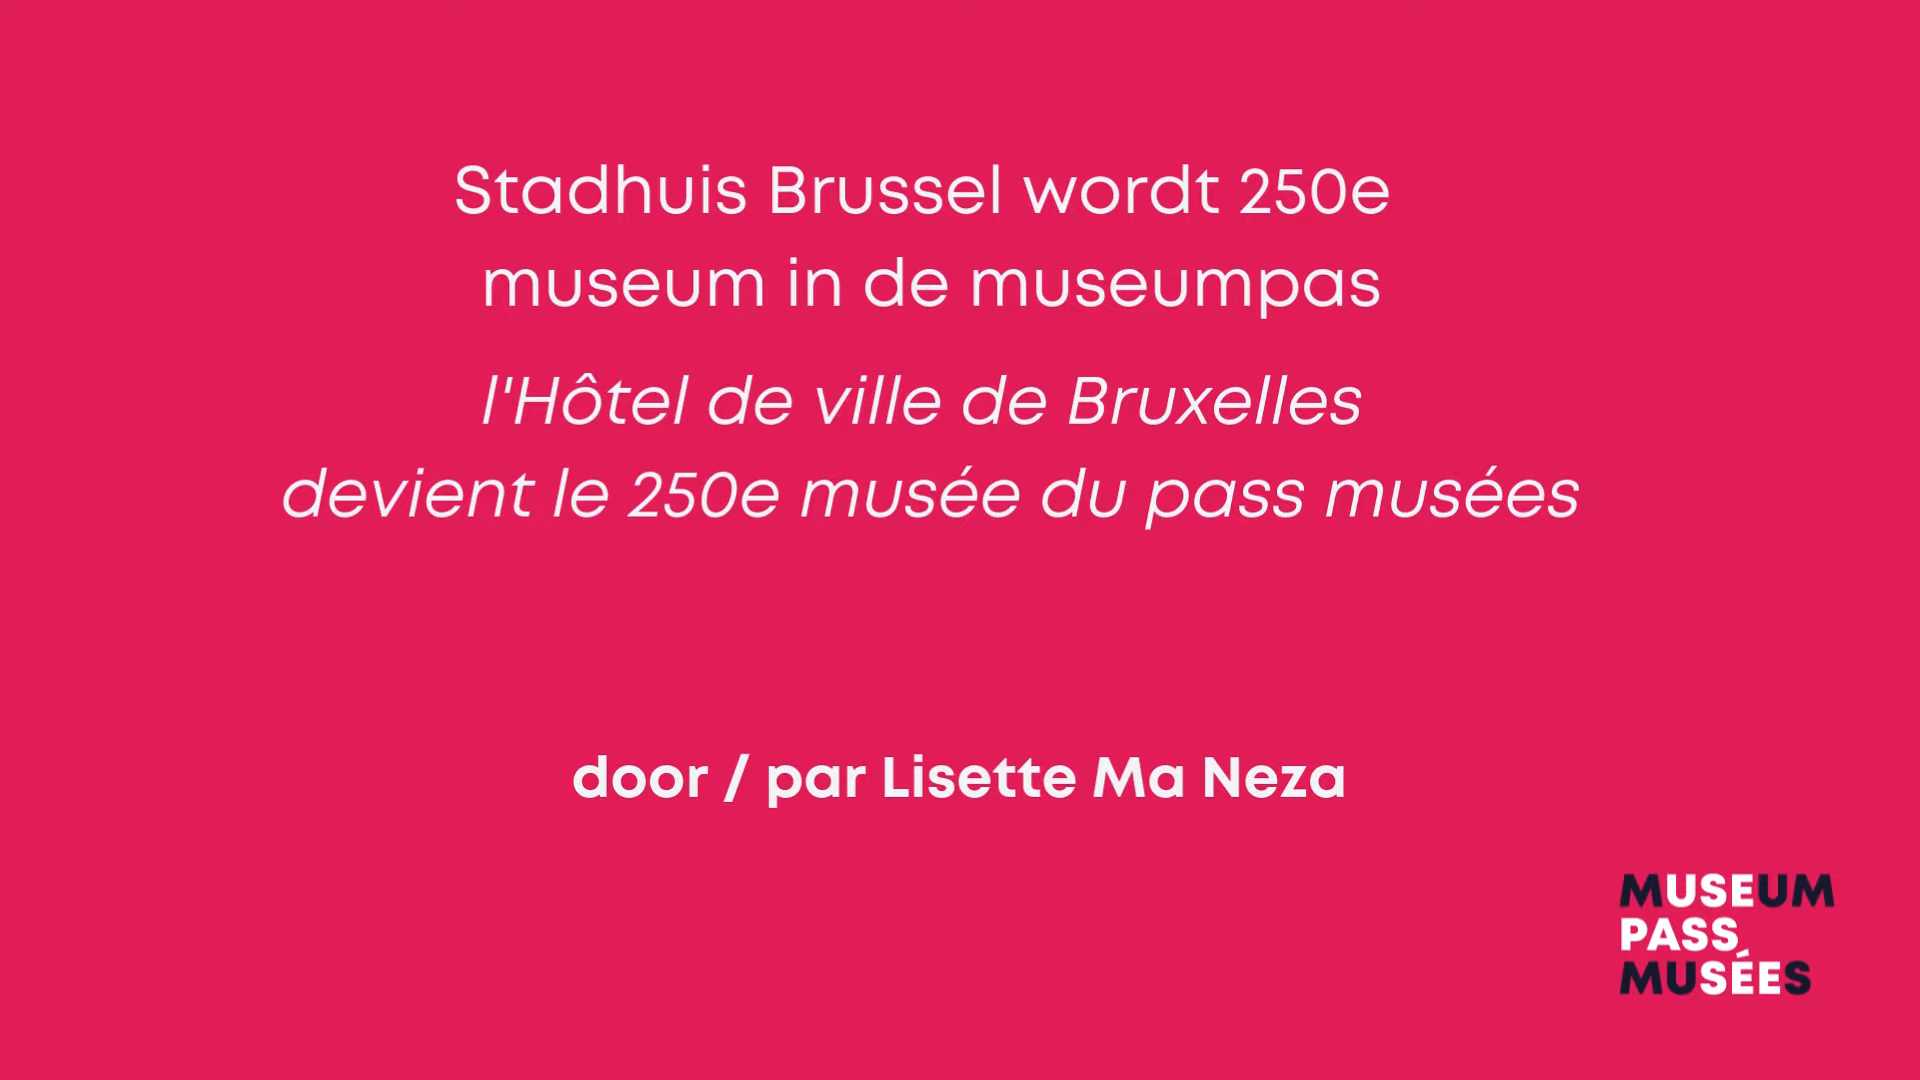 Stadhuis Brussel wordt 250e
museum in de museumpas
l'Hôtel de ville de Bruxelles
devient le 250e musée du pass musées
door / par Lisette Ma Neza
MUSEUM
PASS
MUSÉES